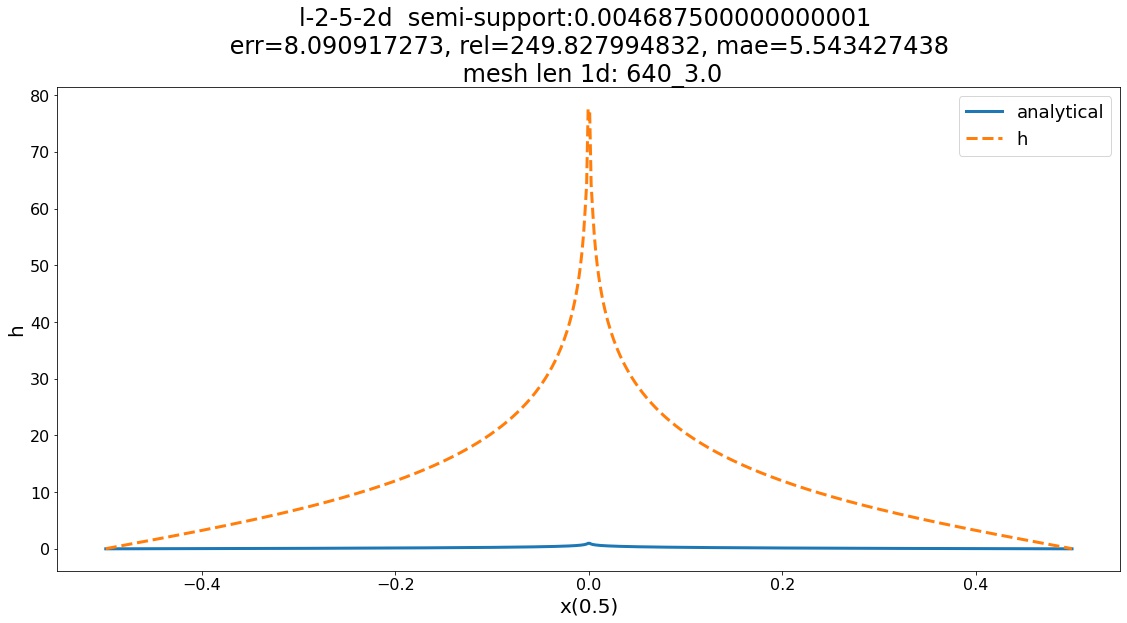 l-2-5-2d  semi-support:0.004687500000000001
err=8.090917273, rel=249.827994832, mae=5.543427438
mesh len 1d: 640_3.0
analytical
h
80
70
60
50
40
30
20
10
0
h
−0.4
−0.2
0.0
0.2
0.4
x(0.5)